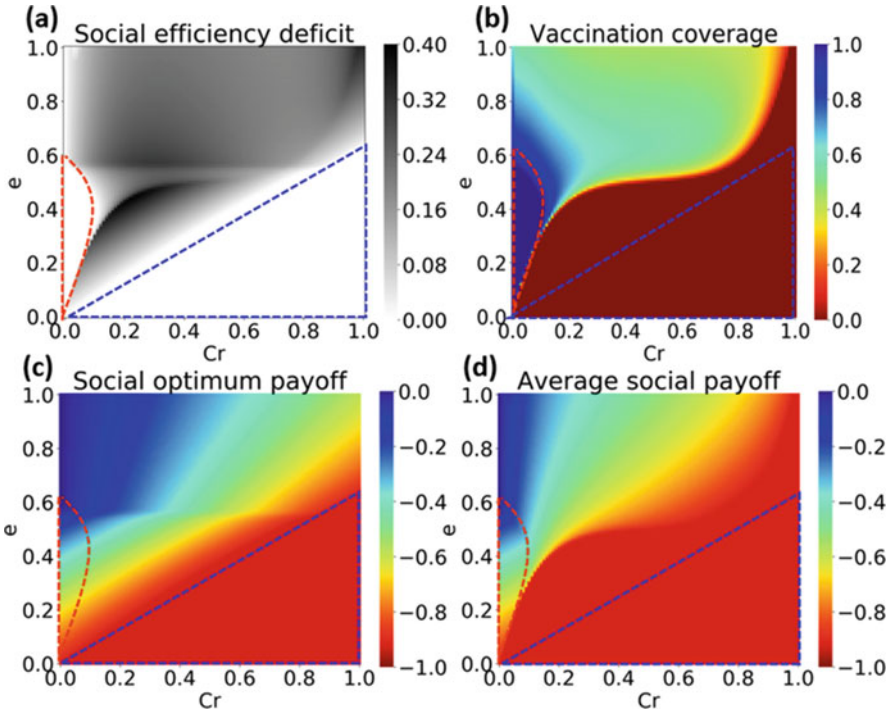 (a)
Social efficiency deficit
1.0
0.8
0.6
0.4
0.2
0.0
e
0.0 0.2 0.4 0.6 0.8 1.0
Cr
0.40
0.32
0.24
0.16
0.08
0.00
(b)
Vaccination coverage
1.0
0.8
0.6
0.4
0.2
0.0
e
0.0 0.2 0.4 0.6 0.8 1.0
Cr
1.0
0.8
0.6
0.4
0.2
0.0
(c)
Social optimum payoff
1.0
0.8
0.6
0.4
0.2
0.0
e
0.0 0.2 0.4 0.6 0.8 1.0
Cr
0.0
−0.2
−0.4
−0.6
−0.8
−1.0
(d)
Average social payoff
1.0
0.8
0.6
0.4
0.2
0.0
e
0.0 0.2 0.4 0.6 0.8 1.0
Cr
0.0
−0.2
−0.4
−0.6
−0.8
−1.0